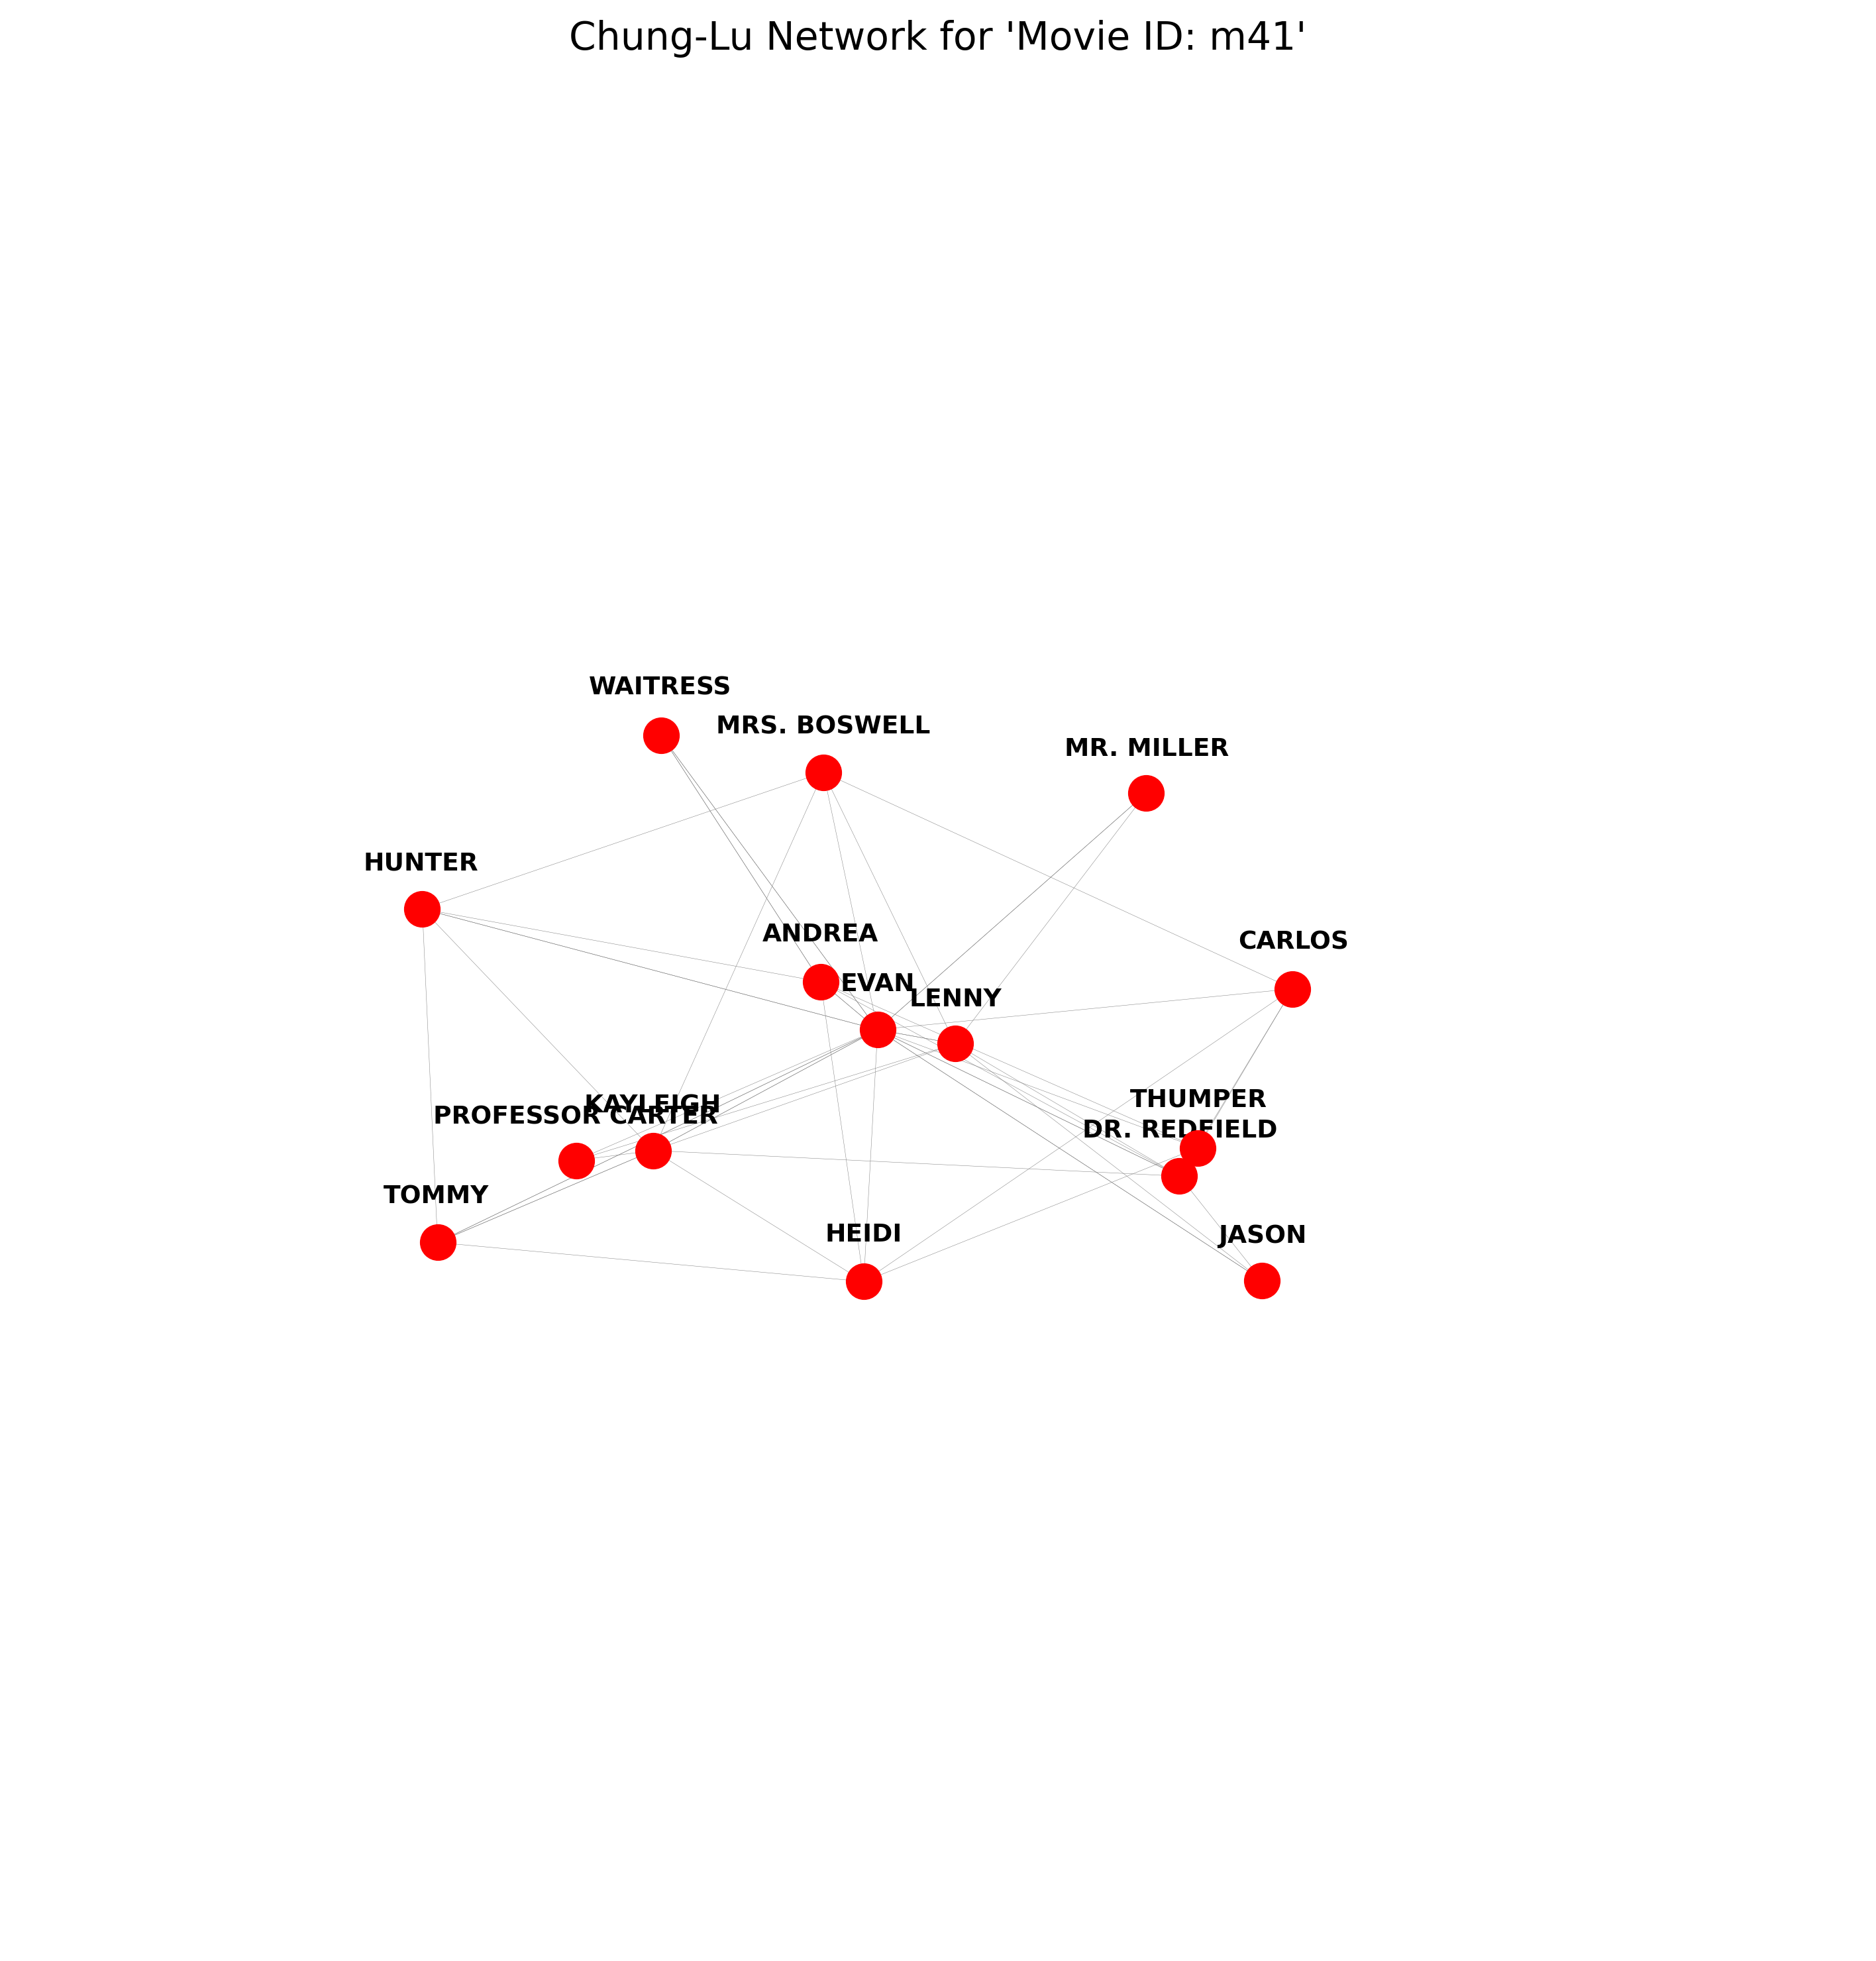 Chung-Lu Network for 'Movie ID: m41'
WAITRESS
MRS. BOSWELL
MR. MILLER
HUNTER
ANDREA
CARLOS
EVAN
LENNY
THUMPER
KAYLEIGH
PROFESSOR CARTER
DR. REDFIELD
TOMMY
HEIDI
JASON